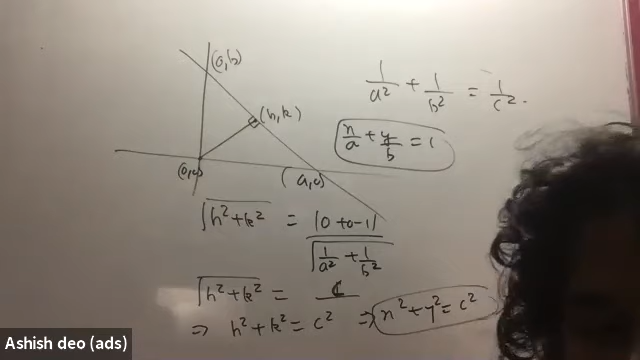 (0,b)
1/a² + 1/b² = 1/c².
(h,k)
x/a + y/b = 1
(0,0)
(a,0)
√h²+k² = |0+0-1| / √1/a² + 1/b²
√h²+k² = c
⇒ h²+k² = c² ⇒ x²+y² = c²
Ashish deo (ads)